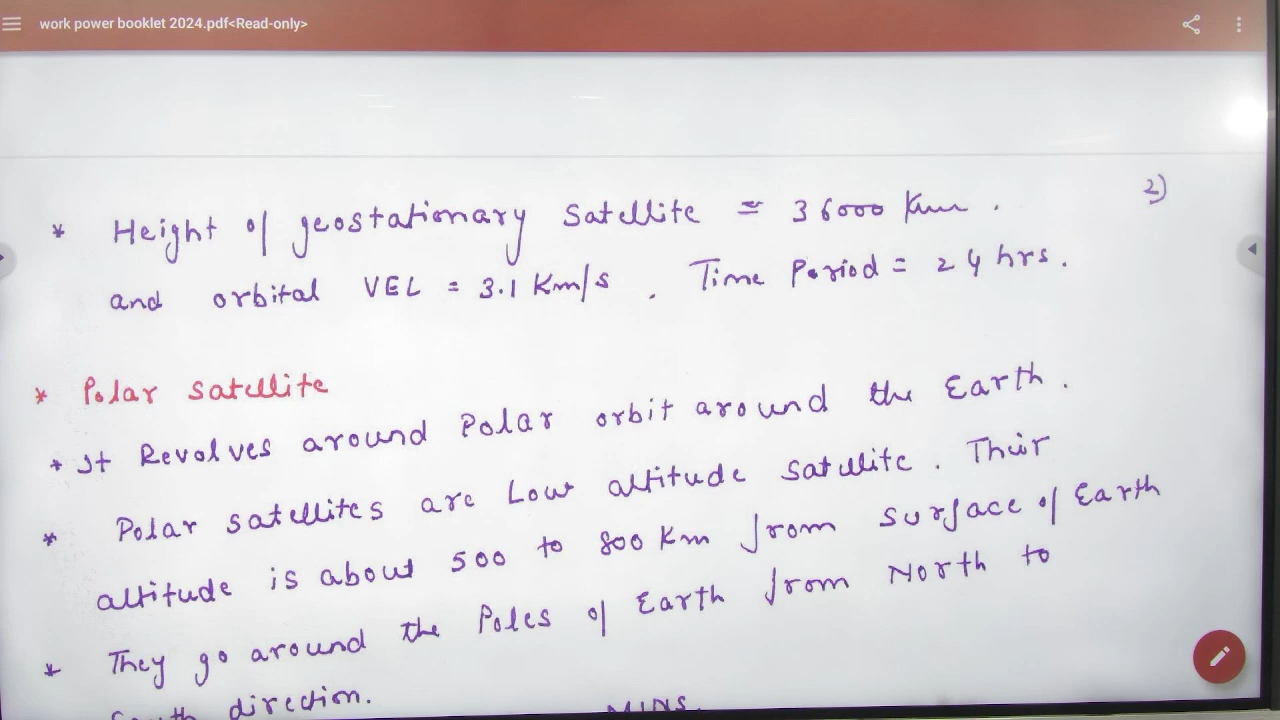 work power booklet 2024.pdf<Read-only>
2)
* Height of geostationary satellite ≃ 36000 Km.
and orbital VEL = 3.1 Km/s. Time Period = 24 hrs.
* Polar satellite
* It Revolves around Polar orbit around the Earth.
* Polar satellites are Low altitude satellite. Their
altitude is about 500 to 800 Km from surface of Earth
* They go around the Poles of Earth from North to
South direction.
MINS.